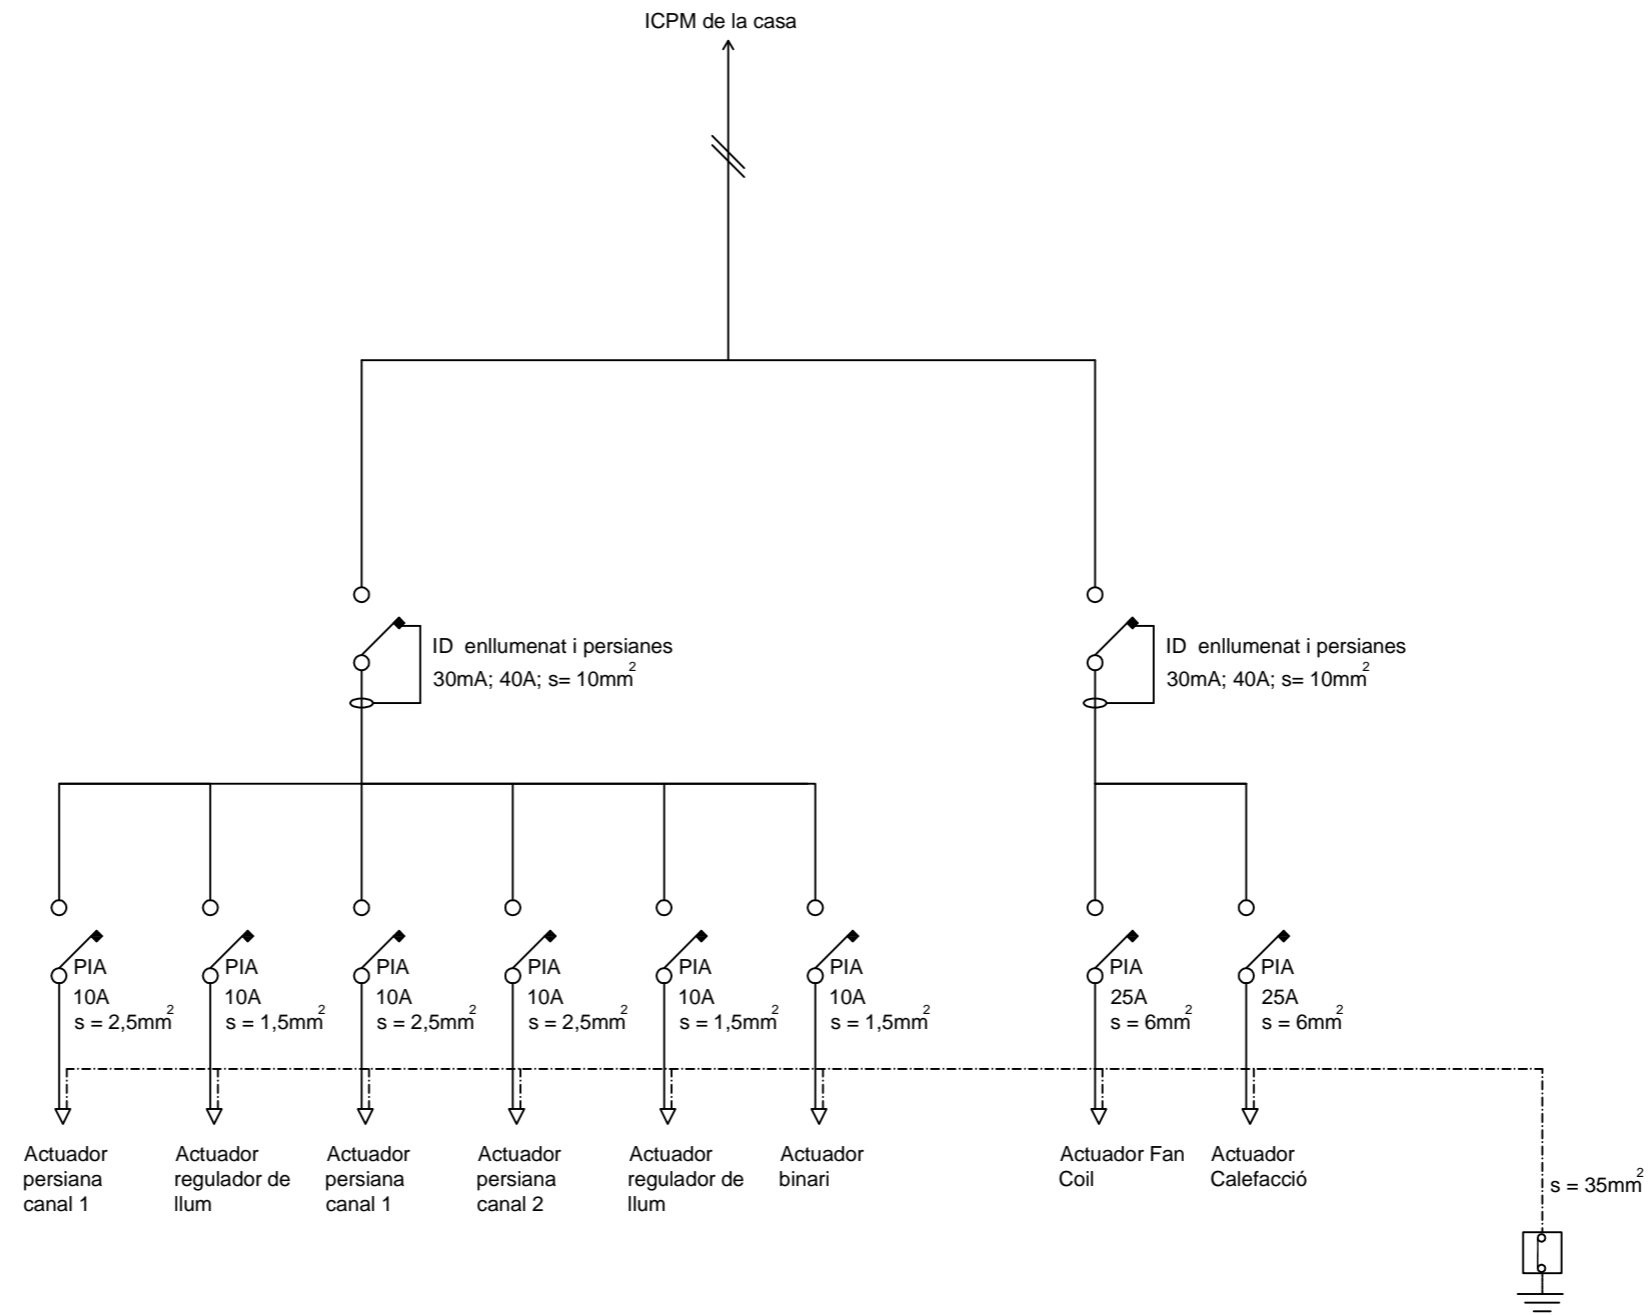 ICPM de la casa
ID  enllumenat i persianes
30mA; 40A; s= 10mm²
ID  enllumenat i persianes
30mA; 40A; s= 10mm²
PIA
10A
s = 2,5mm²
PIA
10A
s = 1,5mm²
PIA
10A
s = 2,5mm²
PIA
10A
s = 2,5mm²
PIA
10A
s = 1,5mm²
PIA
10A
s = 1,5mm²
PIA
25A
s = 6mm²
PIA
25A
s = 6mm²
Actuador
persiana
canal 1
Actuador
regulador de
llum
Actuador
persiana
canal 1
Actuador
persiana
canal 2
Actuador
regulador de
llum
Actuador
binari
Actuador Fan
Coil
Actuador
Calefacció
s = 35mm²